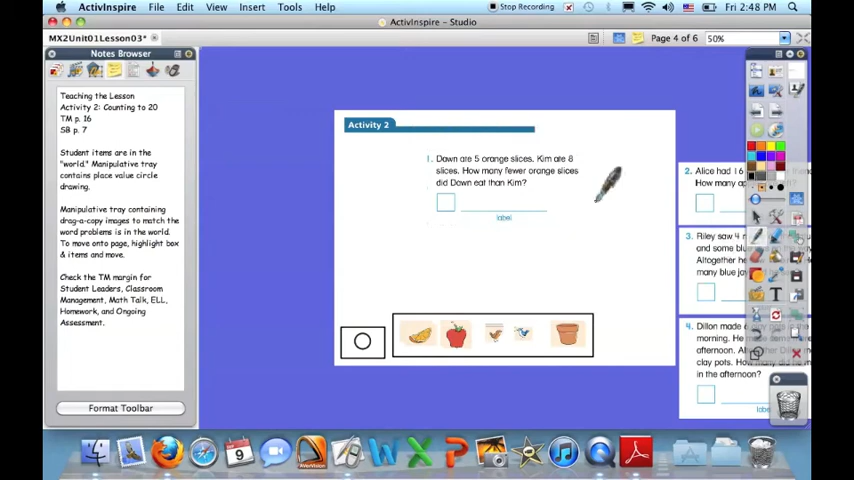 ActivInspire File Edit View Insert Tools Help Stop Recording Fri 2:48 PM
ActivInspire - Studio
MX2Unit01Lesson03* Page 4 of 6 50%
Notes Browser
Teaching the Lesson
Activity 2: Counting to 20
TM p. 16
SB p. 7
Student items are in the
"world." Manipulative tray
contains place value circle
drawing.
Manipulative tray containing
drag-a-copy images to match the
word problems is in the world.
To move onto page, highlight box
& items and move.
Check the TM margin for
Student Leaders, Classroom
Management, Math Talk, ELL,
Homework, and Ongoing
Assessment.
Format Toolbar
Activity 2
1. Dawn ate 5 orange slices. Kim ate 8
slices. How many fewer orange slices
did Dawn eat than Kim?
label
2. Alice had 16
How many
3. Riley saw 4
and some blue
Altogether he
many blue
4. Dillon made
morning. He made
afternoon.
clay pots. How many did he
in the afternoon?
9